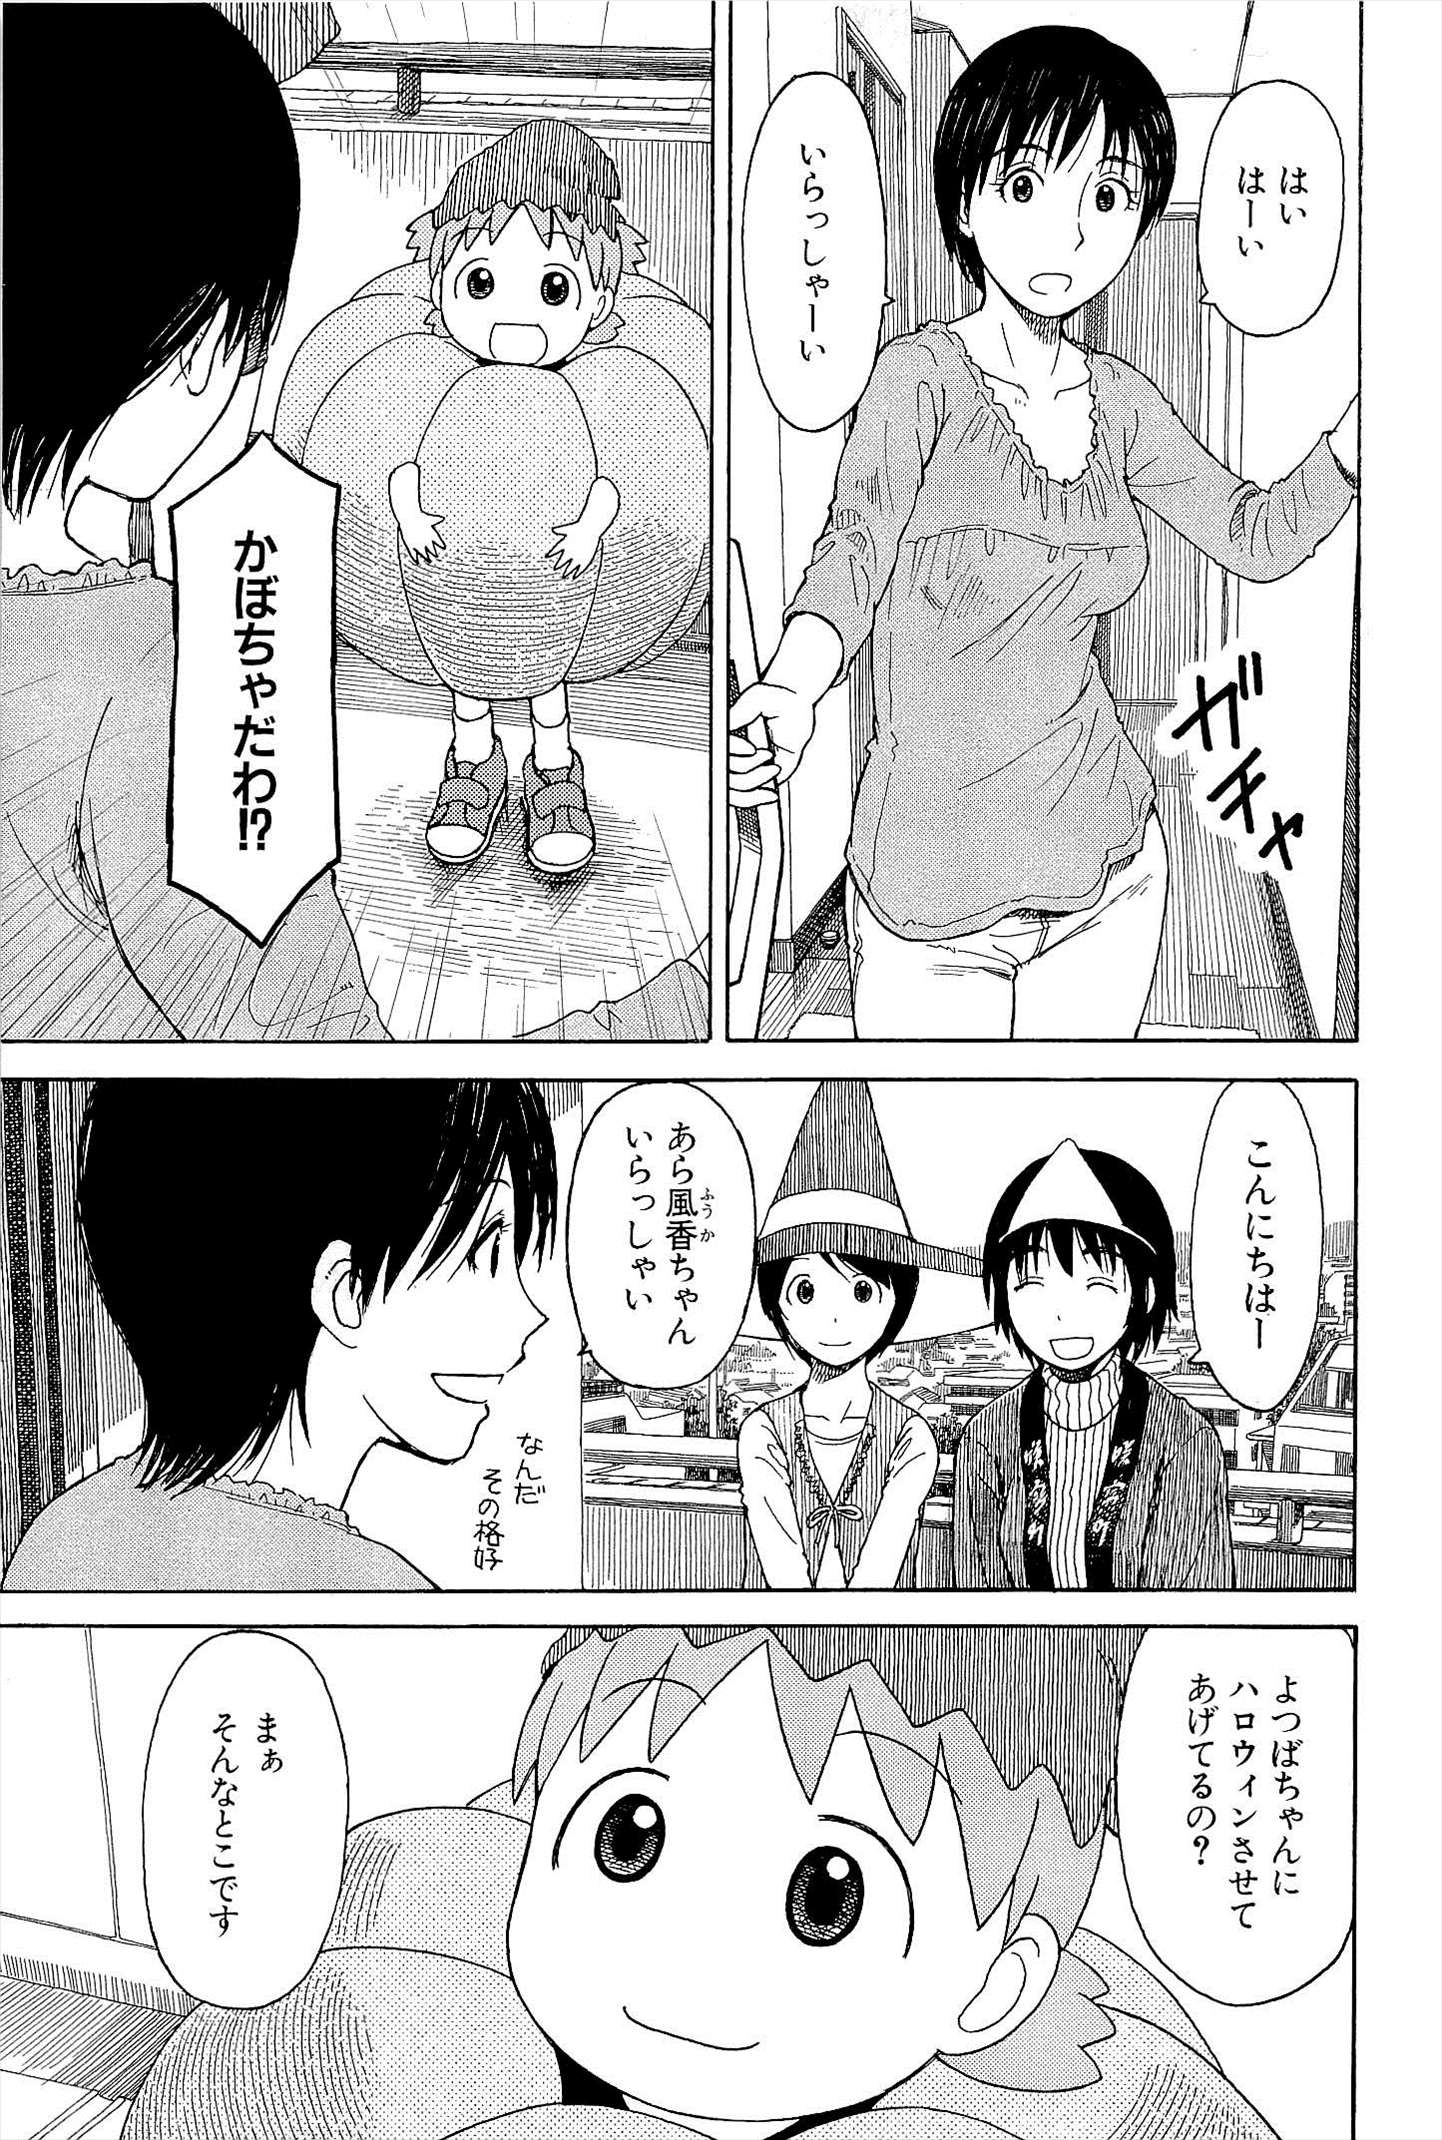 はい
はーい
いらっしゃーい
ガチャ
かぼちゃだわ!?
こんにちはー
あら風香ちゃん
ふうか
いらっしゃい
なんだ
その格好
よつばちゃんに
ハロウィンさせて
あげてるの?
まぁ
そんなとこです